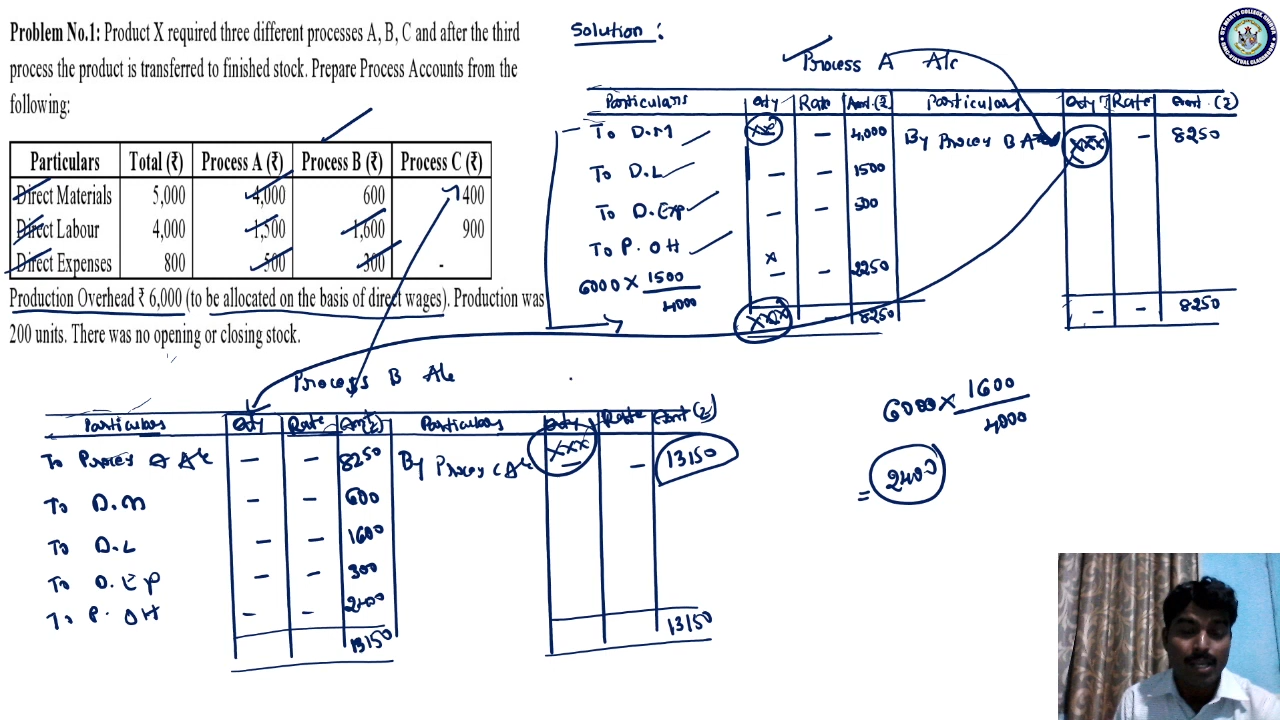 Problem No.1: Product X required three different processes A, B, C and after the third
process the product is transferred to finished stock. Prepare Process Accounts from the
following:
Particulars Total (₹) Process A (₹) Process B (₹) Process C (₹)
Direct Materials 5,000 4,000 600 400
Direct Labour 4,000 1,500 1,600 900
Direct Expenses 800 500 300 -
Production Overhead ₹ 6,000 (to be allocated on the basis of direct wages). Production was
200 units. There was no opening or closing stock.
Solution :
Process A A/c
Particulars Qty Rate Amt.(₹) Particulars Qty Rate Amt.(₹)
To D.M xxx - 4,000 By Process B A/c xxx - 8250
To D.L - - 1500
To D.Exp - - 500
To P.OH - - 2250
6000 × 1500
4000
xxx - 8250 - - 8250
Process B A/c
Particulars Qty Rate Amt(₹) Particulars Qty Rate Amt(₹)
To Process A A/c - - 8250 By Process C A/c xxx - 13150
To D.M - - 600
To D.L - - 1600
To D.Exp - - 300
To P.OH - - 2400
13150 13150
6000 × 1600
4000
= 2400